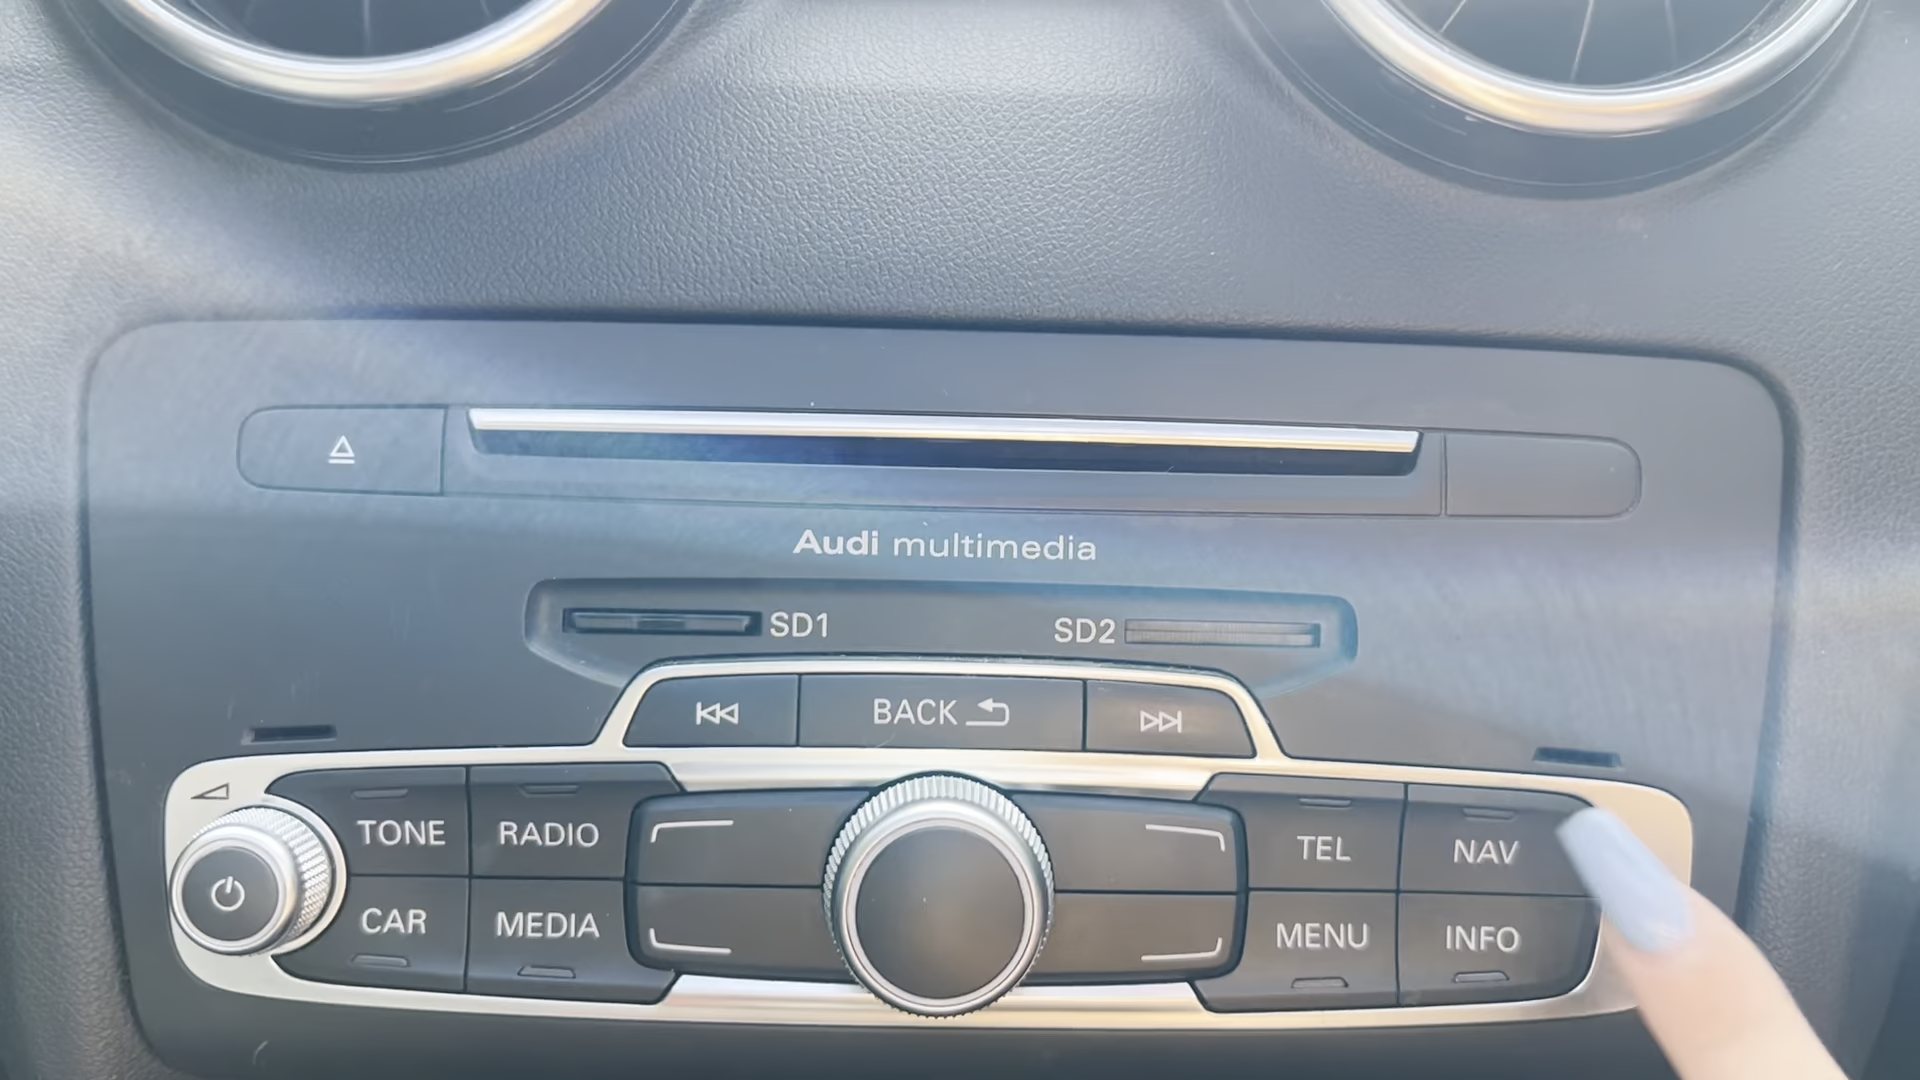 Audi multimedia
SD1 SD2
BACK
TONE RADIO TEL NAV
CAR MEDIA MENU INFO